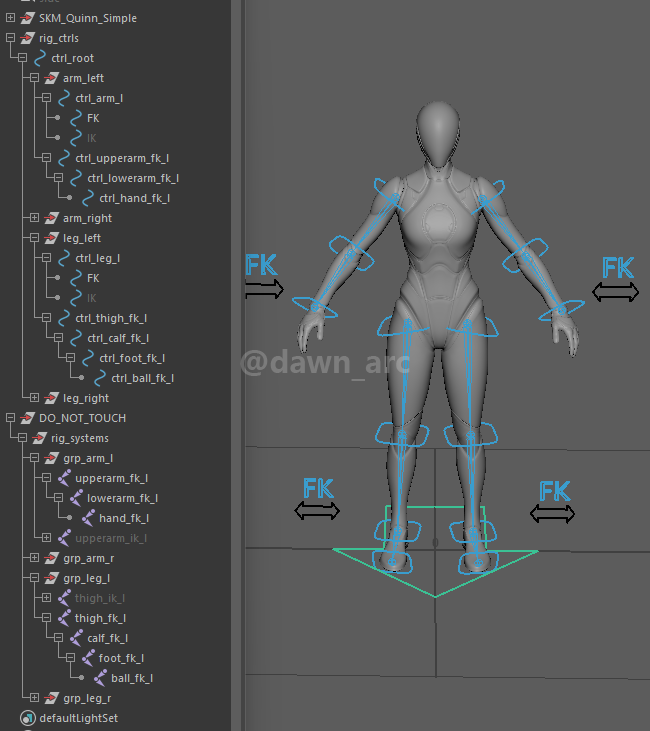 SKM_Quinn_Simple
rig_ctrls
ctrl_root
arm_left
ctrl_arm_l
FK
IK
ctrl_upperarm_fk_l
ctrl_lowerarm_fk_l
ctrl_hand_fk_l
arm_right
leg_left
ctrl_leg_l
FK
IK
ctrl_thigh_fk_l
ctrl_calf_fk_l
ctrl_foot_fk_l
ctrl_ball_fk_l
leg_right
DO_NOT_TOUCH
rig_systems
grp_arm_l
upperarm_fk_l
lowerarm_fk_l
hand_fk_l
upperarm_ik_l
grp_arm_r
grp_leg_l
thigh_ik_l
thigh_fk_l
calf_fk_l
foot_fk_l
ball_fk_l
grp_leg_r
defaultLightSet
FK
FK
@dawn_arc
FK
FK